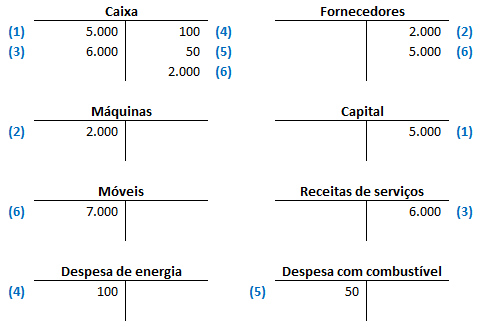 Caixa
(1) 5.000 100 (4)
(3) 6.000 50 (5)
2.000 (6)
Fornecedores
2.000 (2)
5.000 (6)
Máquinas
(2) 2.000
Capital
5.000 (1)
Móveis
(6) 7.000
Receitas de serviços
6.000 (3)
Despesa de energia
(4) 100
Despesa com combustível
(5) 50